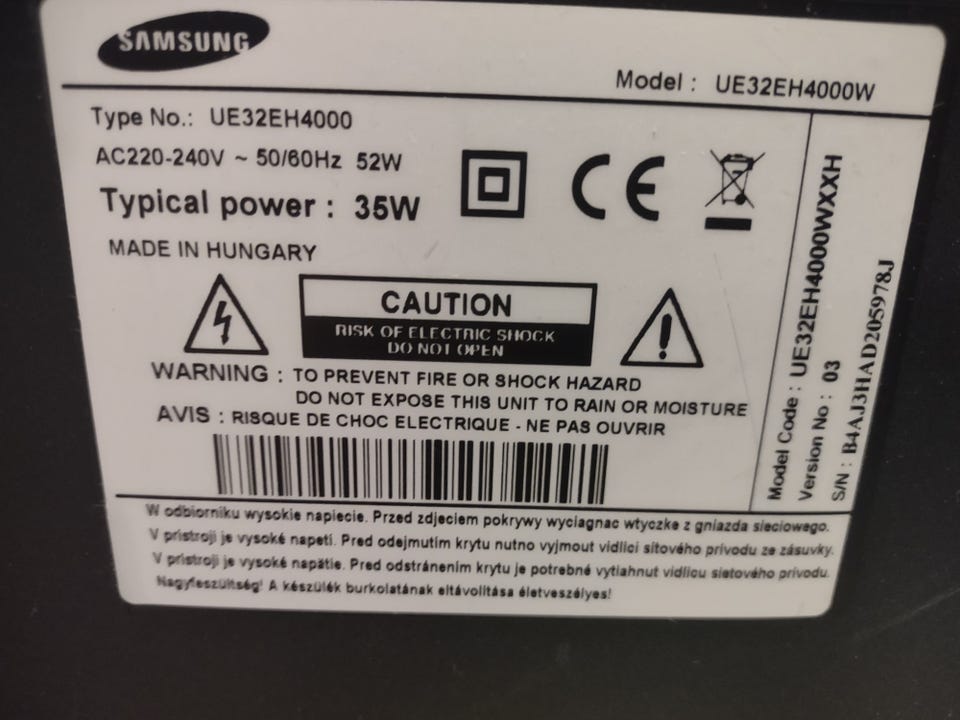 SAMSUNG
Model : UE32EH4000W
Type No.: UE32EH4000
AC220-240V ~ 50/60Hz 52W
Typical power : 35W
MADE IN HUNGARY
CE
CAUTION
RISK OF ELECTRIC SHOCK
DO NOT OPEN
WARNING : TO PREVENT FIRE OR SHOCK HAZARD
DO NOT EXPOSE THIS UNIT TO RAIN OR MOISTURE
AVIS : RISQUE DE CHOC ELECTRIQUE - NE PAS OUVRIR
Model Code : UE32EH4000WXXH
Version No : 03
S/N : B4AJ3HAD205978J
W odbiorniku wysokie napiecie. Przed zdjeciem pokrywy wyciagnac wtyczke z gniazda sieciowego.
V prístroji je vysoké napetí. Pred odejmutím krytu nutno vyjmout vidlici sítového privodu ze zásuvky.
V prístroji je vysoké napätie. Pred odstránením krytu je potrebné vytiahnut vidlicu sietového privodu.
Nagyfeszültség! A készülék burkolatának eltávolítása életveszélyes!